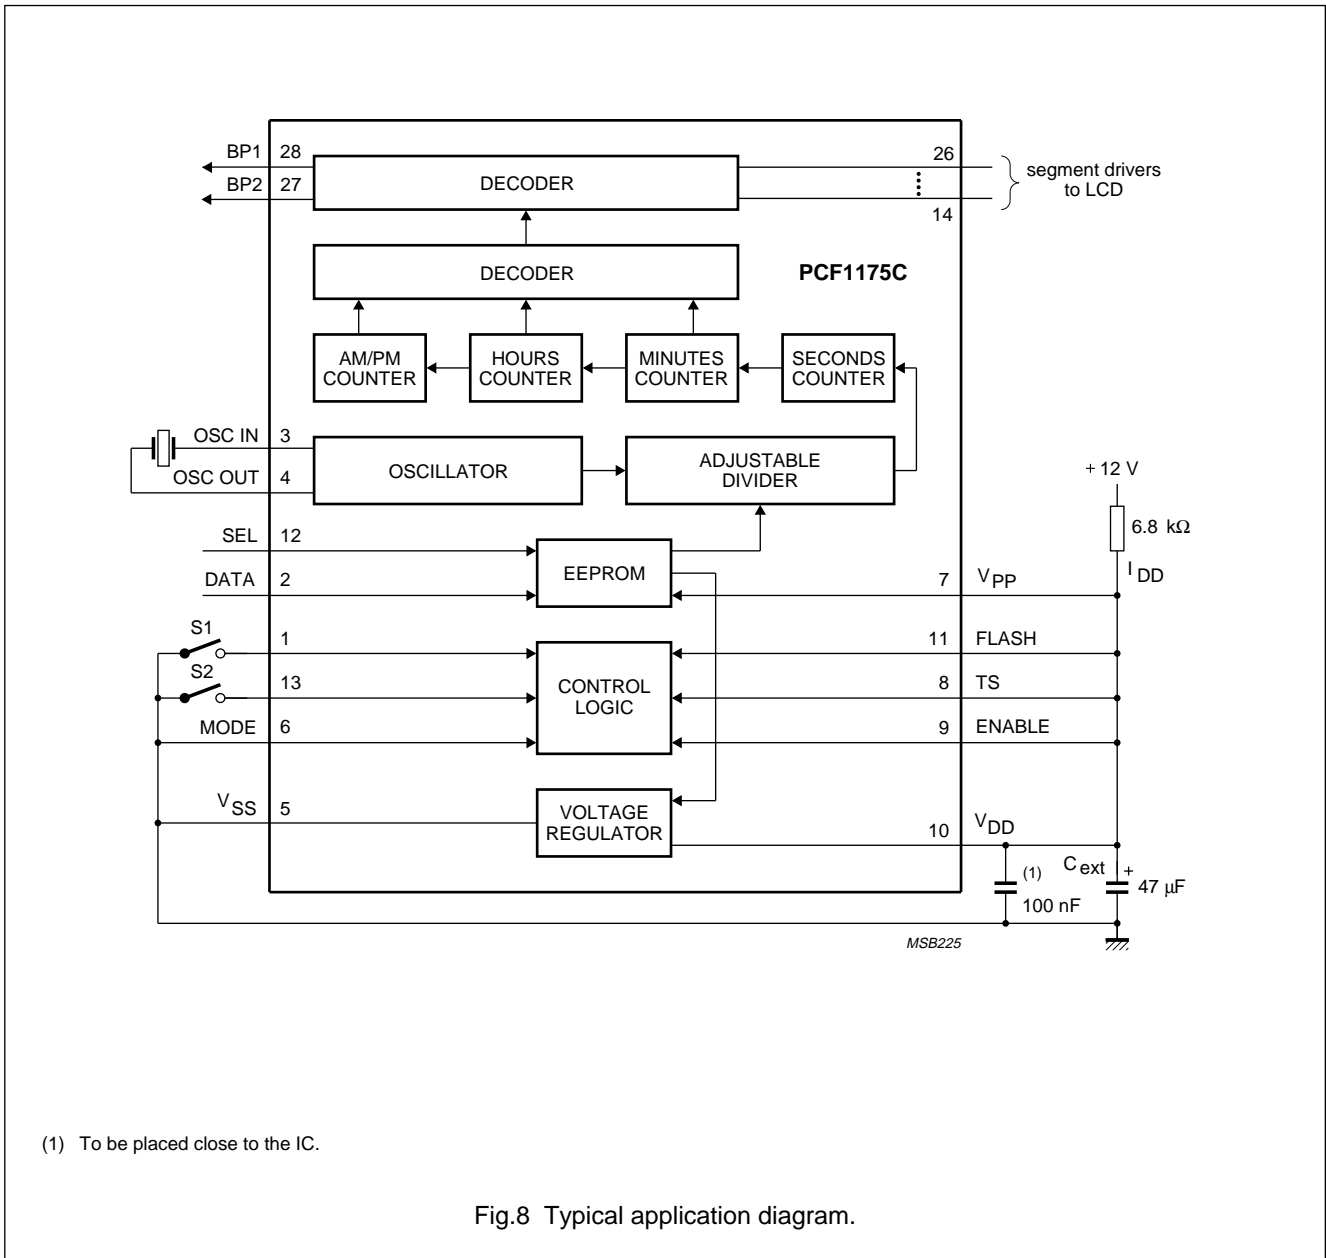 BP1 28
26
segment drivers
to LCD
BP2 27
DECODER
14
DECODER
PCF1175C
AM/PM
COUNTER
HOURS
COUNTER
MINUTES
COUNTER
SECONDS
COUNTER
OSC IN 3
OSC OUT 4
OSCILLATOR
ADJUSTABLE
DIVIDER
+ 12 V
6.8 kΩ
I DD
SEL 12
DATA 2
EEPROM
7 VPP
S1
1
11 FLASH
S2
13
CONTROL
LOGIC
8 TS
MODE 6
9 ENABLE
VSS 5
VOLTAGE
REGULATOR
10 VDD
(1)
100 nF
C ext +
47 µF
MSB225
(1) To be placed close to the IC.
Fig.8 Typical application diagram.